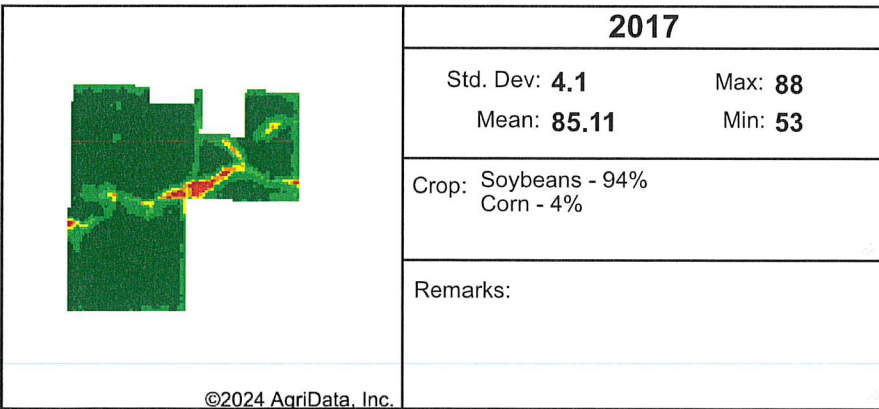 2017
Std. Dev: 4.1 Max: 88
Mean: 85.11 Min: 53
Crop: Soybeans - 94%
Corn - 4%
Remarks:
©2024 AgriData, Inc.